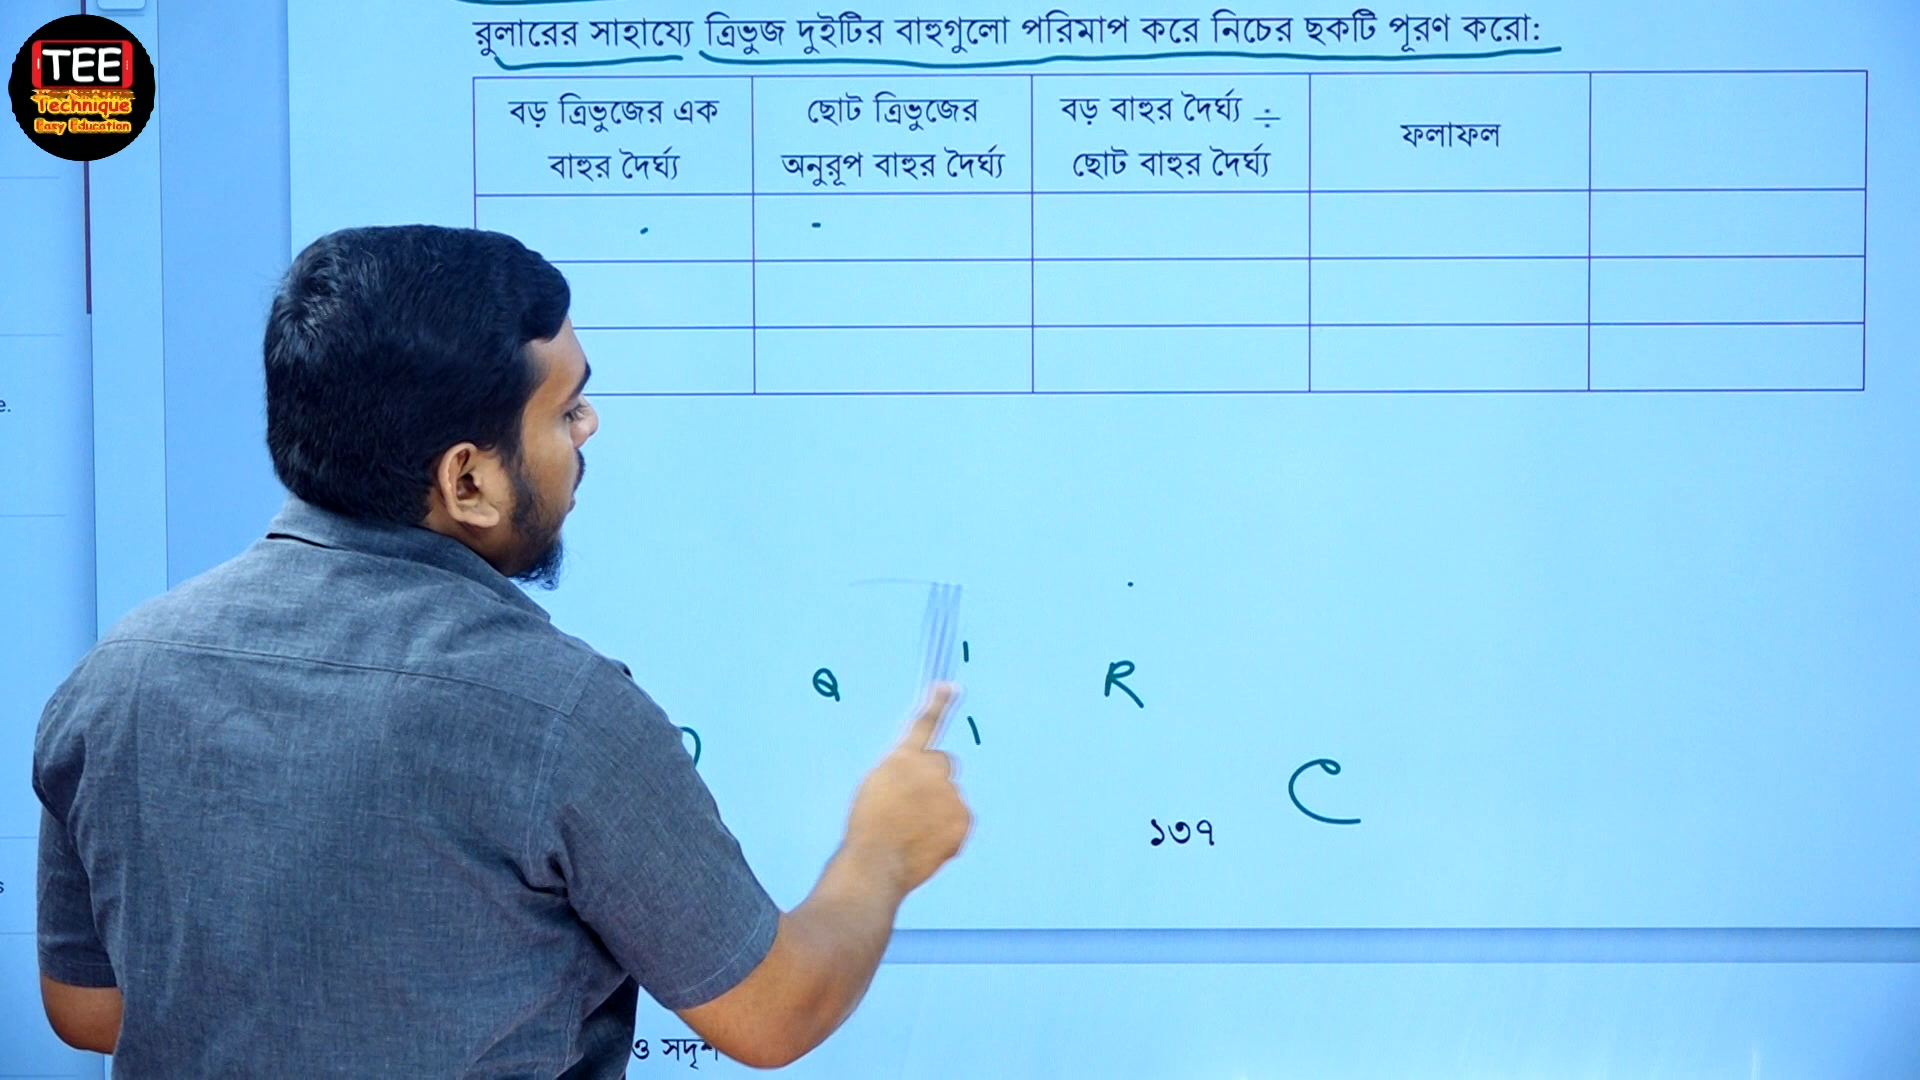 TEE
Technique
Easy Education
রুলারের সাহায্যে ত্রিভুজ দুইটির বাহুগুলো পরিমাপ করে নিচের ছকটি পূরণ করো:
বড় ত্রিভুজের এক বাহুর দৈর্ঘ্য
ছোট ত্রিভুজের অনুরূপ বাহুর দৈর্ঘ্য
বড় বাহুর দৈর্ঘ্য ÷ ছোট বাহুর দৈর্ঘ্য
ফলাফল
Q
R
C
১৩৭
ও সদৃশ